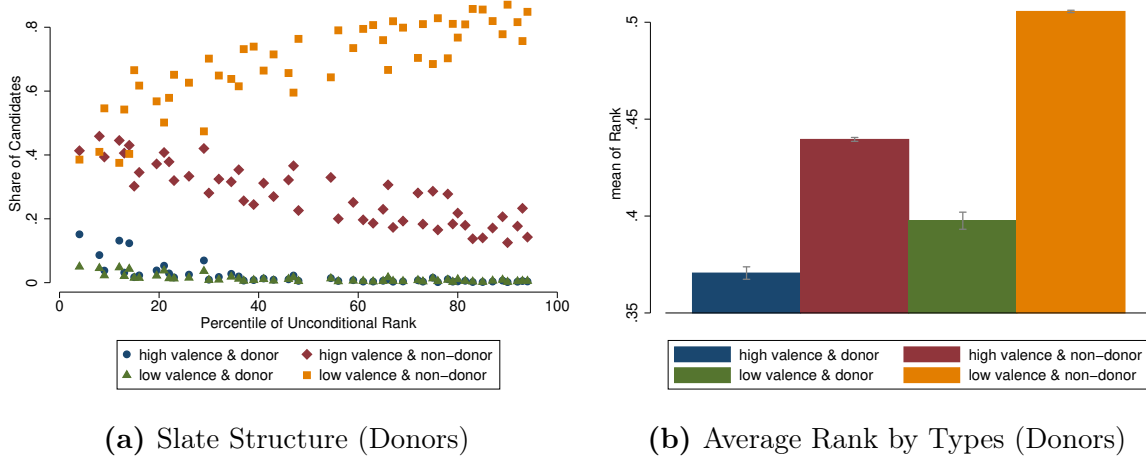 Share of Candidates
.8
.6
.4
.2
0
0 20 40 60 80 100
Percentile of Unconditional Rank
high valence & donor high valence & non−donor
low valence & donor low valence & non−donor
(a) Slate Structure (Donors)
mean of Rank
.5
.45
.4
.35
high valence & donor high valence & non−donor
low valence & donor low valence & non−donor
(b) Average Rank by Types (Donors)